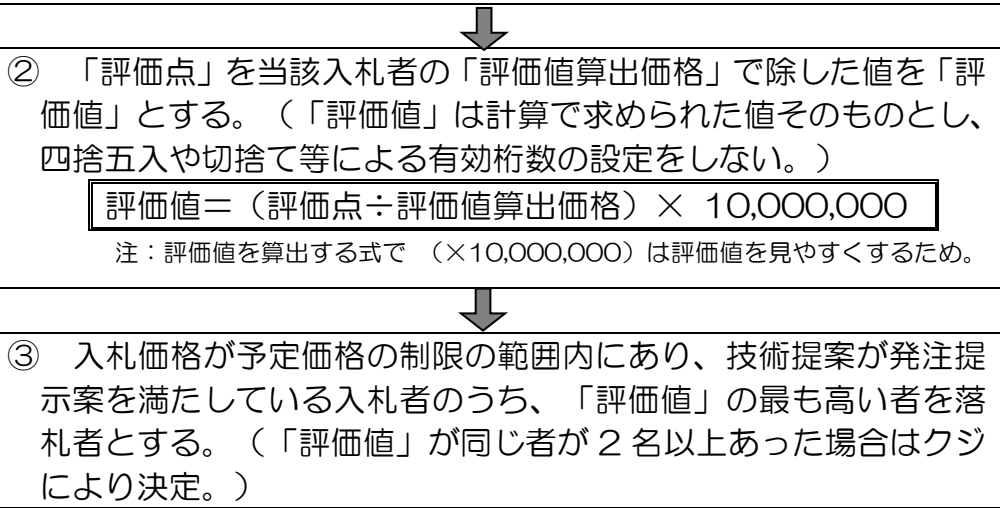 ②　「評価点」を当該入札者の「評価値算出価格」で除した値を「評
価値」とする。（「評価値」は計算で求められた値そのものとし、
四捨五入や切捨て等による有効桁数の設定をしない。）
評価値＝（評価点÷評価値算出価格）× 10,000,000
注：評価値を算出する式で （×10,000,000）は評価値を見やすくするため。
③　入札価格が予定価格の制限の範囲内にあり、技術提案が発注提
示案を満たしている入札者のうち、「評価値」の最も高い者を落
札者とする。（「評価値」が同じ者が２名以上あった場合はクジ
により決定。）